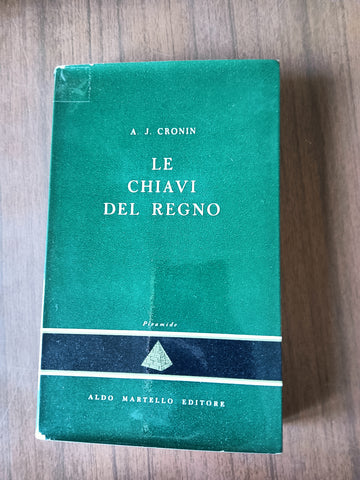 A. J. CRONIN
LE
CHIAVI
DEL REGNO
Piramide
ALDO MARTELLO EDITORE